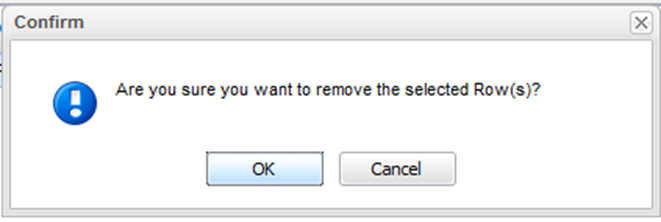 Confirm
Are you sure you want to remove the selected Row(s)?
OK
Cancel